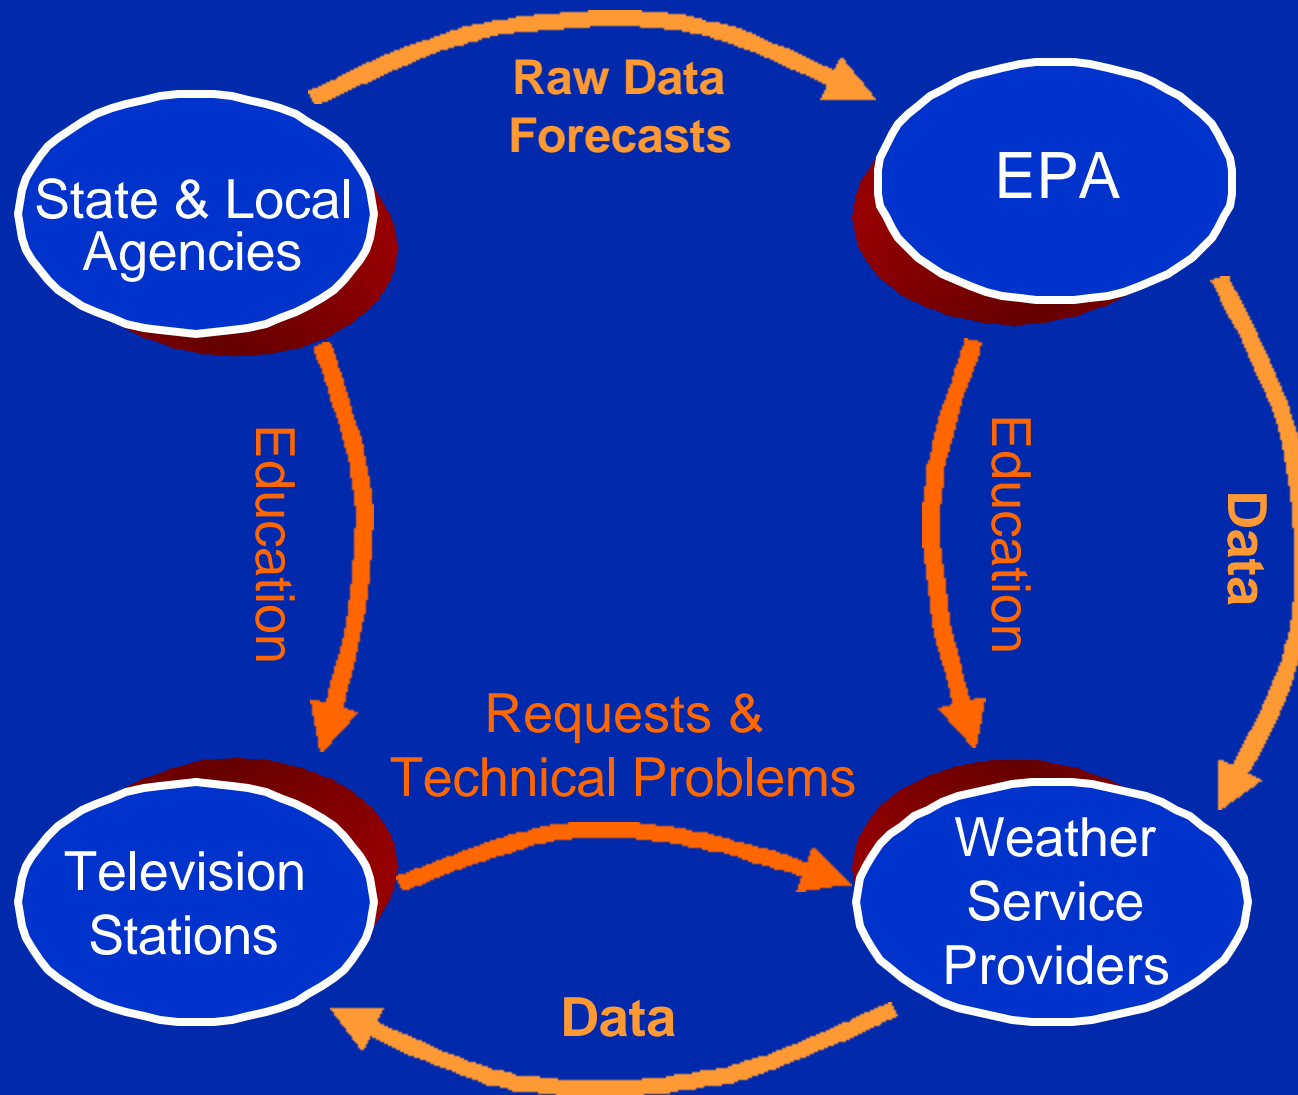 Raw Data
Forecasts
State & Local
Agencies
EPA
Education
Education
Data
Requests &
Technical Problems
Television
Stations
Weather
Service
Providers
Data